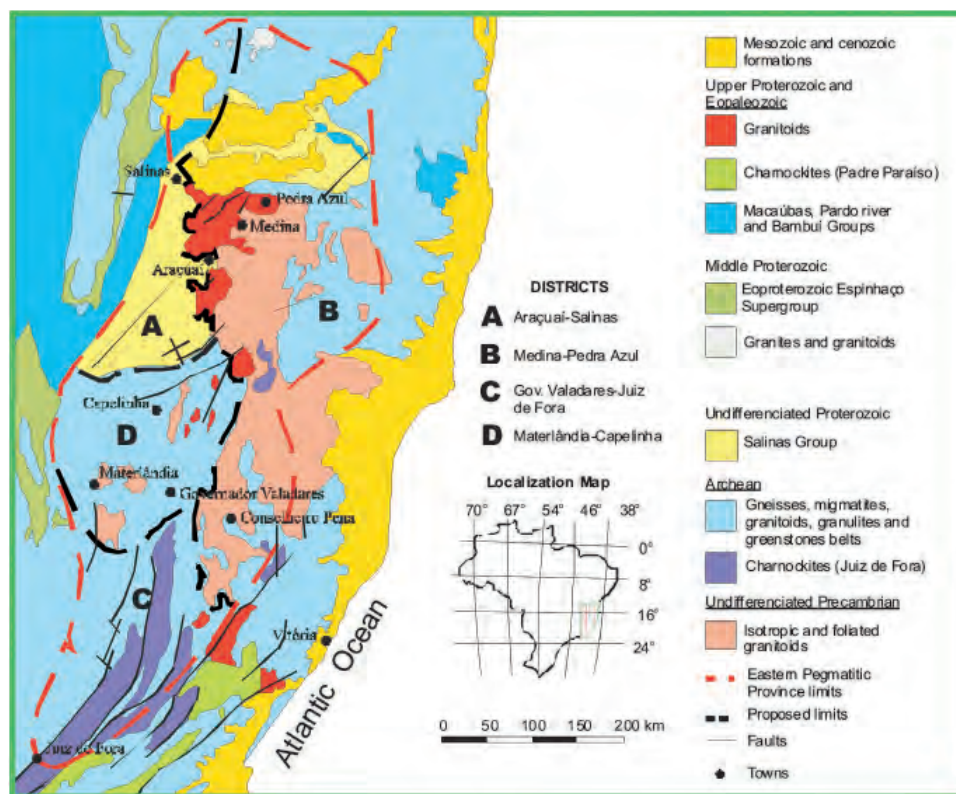 Salinas
Pedra Azul
Medina
Araçuaí
A
B
Capelinha
D
Materlândia
Governador Valadares
Conselheiro Pena
C
Vitória
Juiz de Fora
Atlantic Ocean
DISTRICTS
A Araçuaí-Salinas
B Medina-Pedra Azul
C Gov. Valadares-Juiz
de Fora
D Materlândia-Capelinha
Localization Map
70° 67° 54° 46° 38°
0°
8°
16°
24°
0 50 100 150 200 km
Mesozoic and cenozoic
formations
Upper Proterozoic and
Eopaleozoic
Granitoids
Charnockites (Padre Paraíso)
Macaúbas, Pardo river
and Bambuí Groups
Middle Proterozoic
Eoproterozoic Espinhaço
Supergroup
Granites and granitoids
Undifferenciated Proterozoic
Salinas Group
Archean
Gneisses, migmatites,
granitoids, granulites and
greenstones belts
Charnockites (Juiz de Fora)
Undifferenciated Precambrian
Isotropic and foliated
granitoids
Eastern Pegmatitic
Province limits
Proposed limits
Faults
Towns